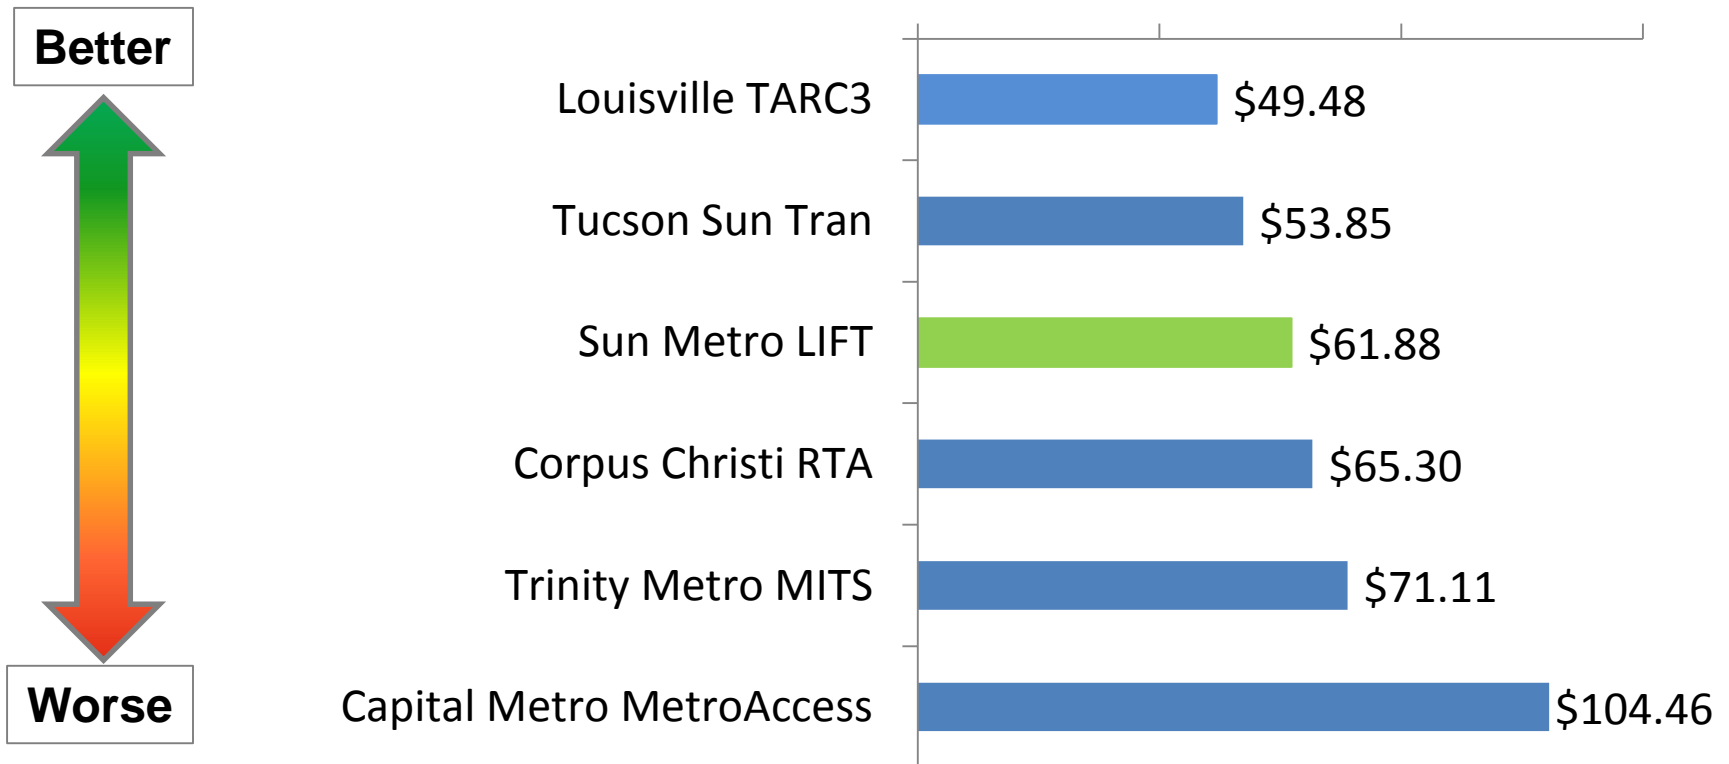 Better
Louisville TARC3 $49.48
Tucson Sun Tran $53.85
Sun Metro LIFT $61.88
Corpus Christi RTA $65.30
Trinity Metro MITS $71.11
Worse
Capital Metro MetroAccess $104.46